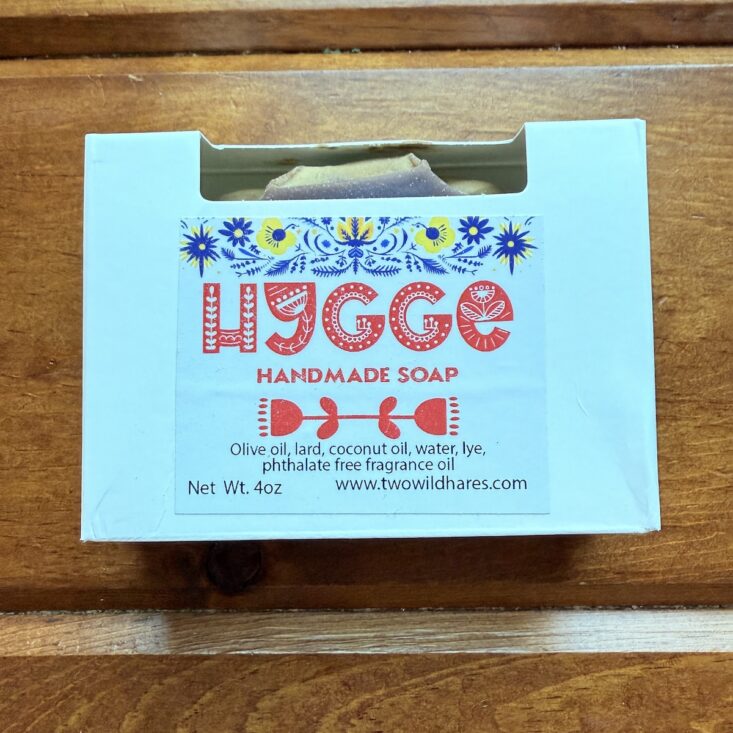 HYGGe
HANDMADE SOAP
Olive oil, lard, coconut oil, water, lye,
phthalate free fragrance oil
Net Wt. 4oz www.twowildhares.com